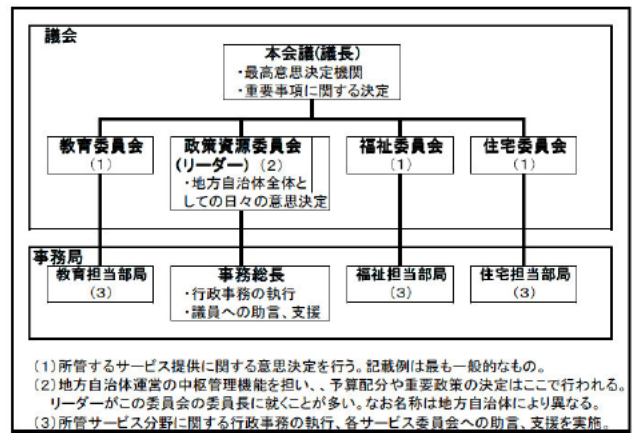 議会
本会議(議長)
・最高意思決定機関
・重要事項に関する決定
教育委員会
(1)
政策資源委員会
(リーダー) (2)
・地方自治体全体と
しての日々の意思決定
福祉委員会
(1)
住宅委員会
(1)
事務局
教育担当部局
(3)
事務総長
・行政事務の執行
・議員への助言、支援
福祉担当部局
(3)
住宅担当部局
(3)
(1)所管するサービス提供に関する意思決定を行う。記載例は最も一般的なもの。
(2)地方自治体運営の中枢管理機能を担い、、予算配分や重要政策の決定はここで行われる。
リーダーがこの委員会の委員長に就くことが多い。なお名称は地方自治体により異なる。
(3)所管サービス分野に関する行政事務の執行、各サービス委員会への助言、支援を実施。